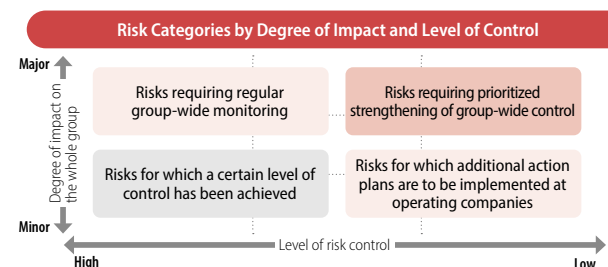 Risk Categories by Degree of Impact and Level of Control
Major
Degree of impact on
the whole group
Risks requiring regular
group-wide monitoring
Risks requiring prioritized
strengthening of group-wide control
Risks for which a certain level of
control has been achieved
Risks for which additional action
plans are to be implemented at
operating companies
Minor
Level of risk control
High
Low